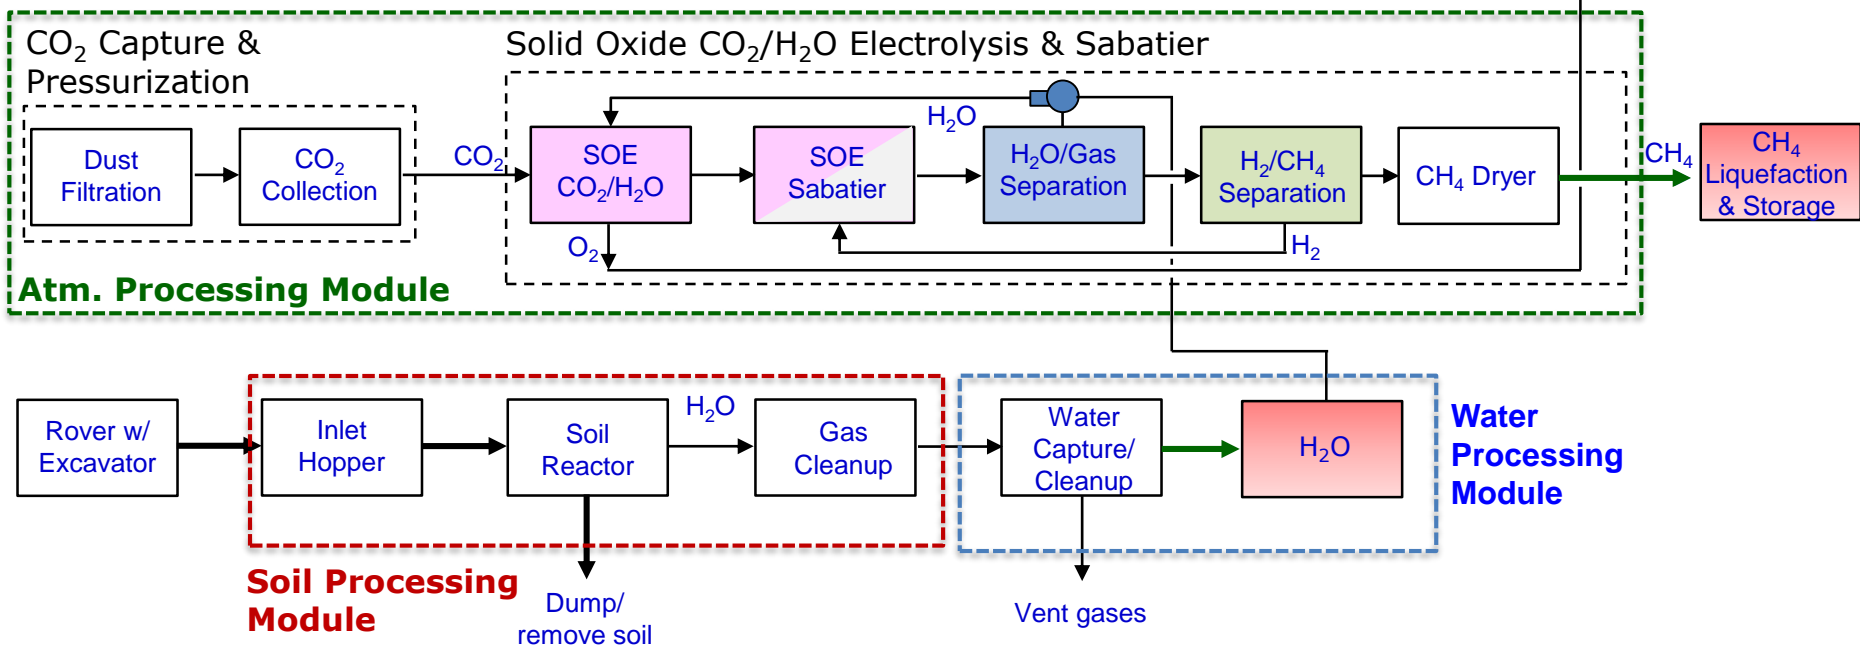 CO₂ Capture &
Pressurization
Solid Oxide CO₂/H₂O Electrolysis & Sabatier
Dust
Filtration
CO₂
Collection
CO₂
SOE
CO₂/H₂O
O₂
SOE
Sabatier
H₂O
H₂O/Gas
Separation
H₂/CH₄
Separation
H₂
CH₄ Dryer
CH₄
CH₄
Liquefaction
& Storage
Atm. Processing Module
Rover w/
Excavator
Inlet
Hopper
Soil
Reactor
H₂O
Gas
Cleanup
Water
Capture/
Cleanup
H₂O
Water
Processing
Module
Soil Processing
Module
Dump/
remove soil
Vent gases